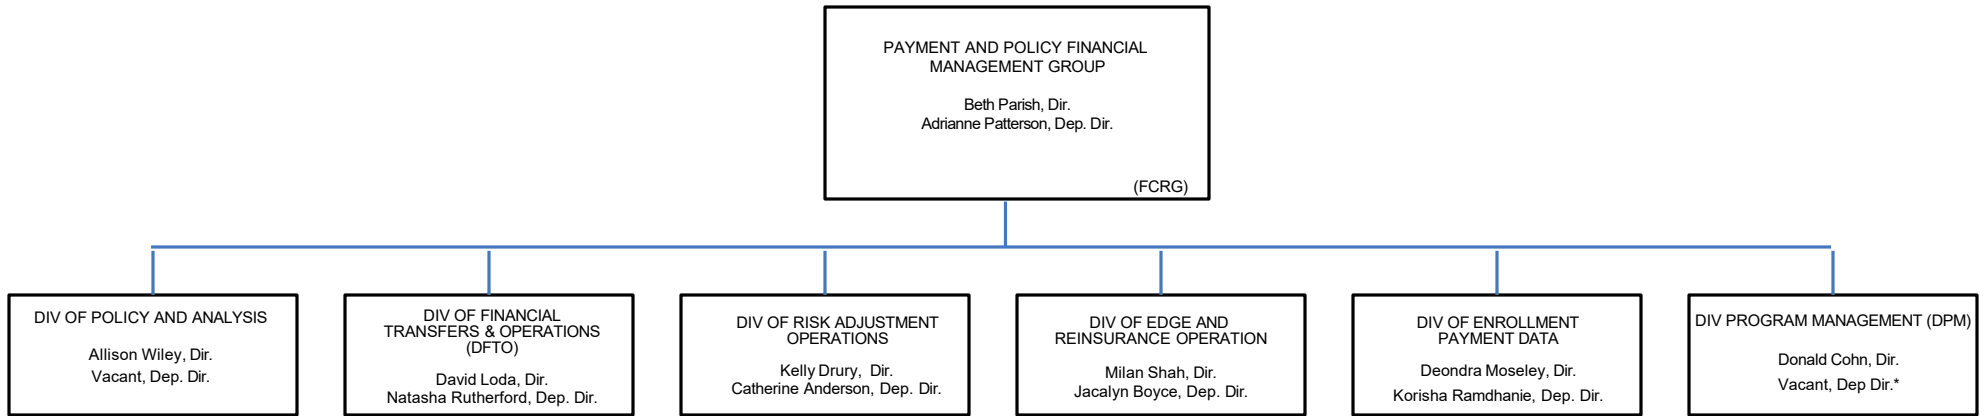 PAYMENT AND POLICY FINANCIAL
MANAGEMENT GROUP
Beth Parish, Dir.
Adrianne Patterson, Dep. Dir.
(FCRG)
DIV OF POLICY AND ANALYSIS
Allison Wiley, Dir.
Vacant, Dep. Dir.
DIV OF FINANCIAL
TRANSFERS & OPERATIONS
(DFTO)
David Loda, Dir.
Natasha Rutherford, Dep. Dir.
DIV OF RISK ADJUSTMENT
OPERATIONS
Kelly Drury, Dir.
Catherine Anderson, Dep. Dir.
DIV OF EDGE AND
REINSURANCE OPERATION
Milan Shah, Dir.
Jacalyn Boyce, Dep. Dir.
DIV OF ENROLLMENT
PAYMENT DATA
Deondra Moseley, Dir.
Korisha Ramdhanie, Dep. Dir.
DIV PROGRAM MANAGEMENT (DPM)
Donald Cohn, Dir.
Vacant, Dep Dir.*